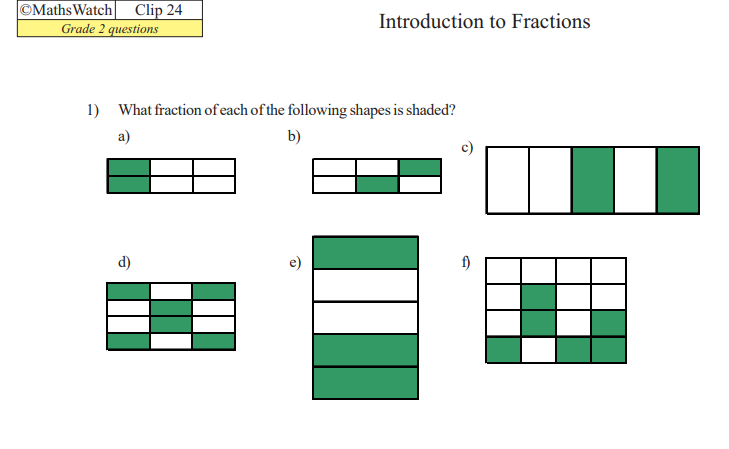 ©MathsWatch Clip 24
Grade 2 questions
Introduction to Fractions
1) What fraction of each of the following shapes is shaded?
a)
b)
c)
d)
e)
f)